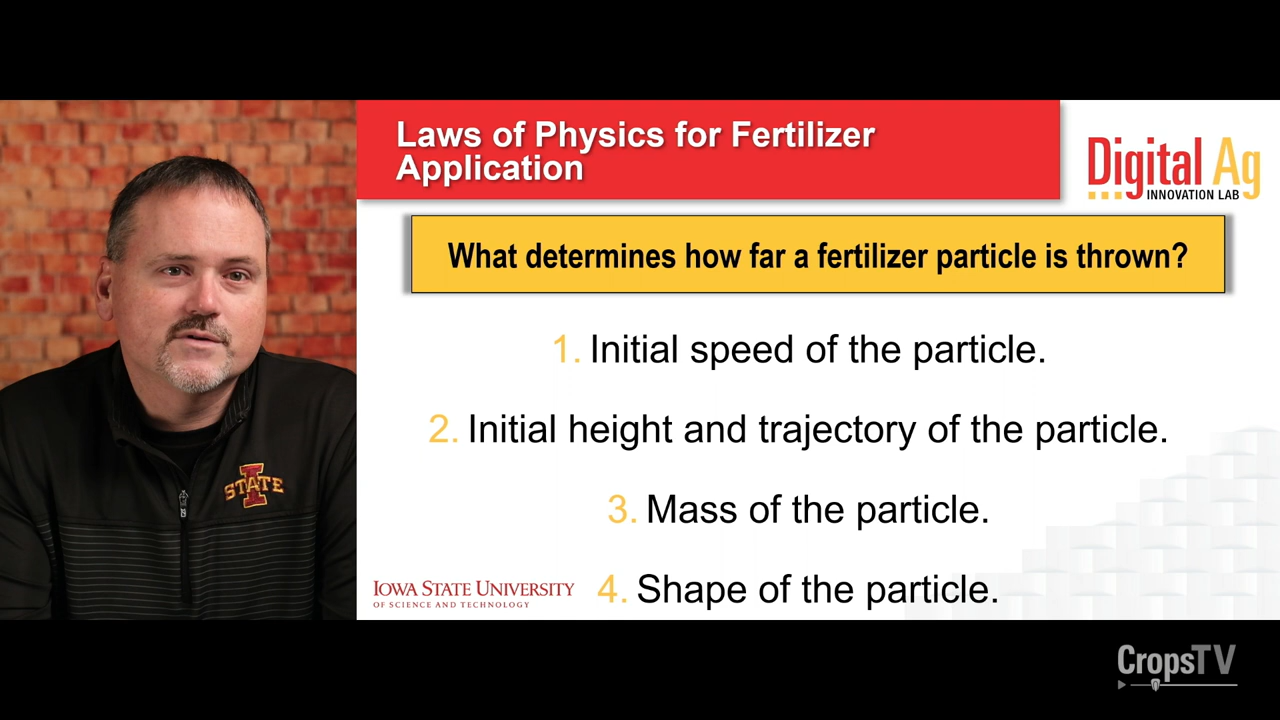 Laws of Physics for Fertilizer
Application
Digital Ag
INNOVATION LAB
What determines how far a fertilizer particle is thrown?
1. Initial speed of the particle.
2. Initial height and trajectory of the particle.
3. Mass of the particle.
4. Shape of the particle.
I STATE
IOWA STATE UNIVERSITY
OF SCIENCE AND TECHNOLOGY
CropsTV